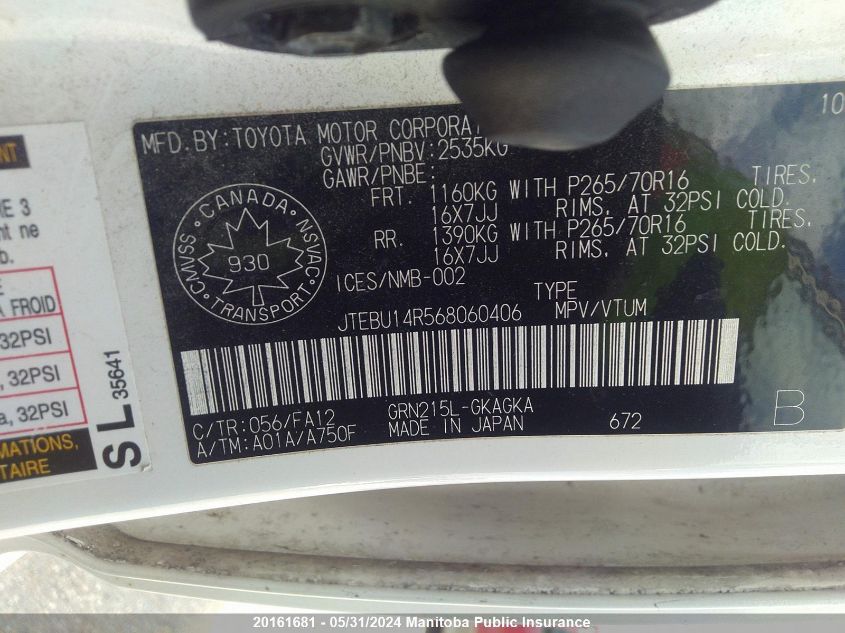 MFD.BY:TOYOTA MOTOR CORPORAT
10
GVWR/PNBV:2535KG
GAWR/PNBE:
FRT. 1160KG WITH P265/70R16 TIRES,
16X7JJ RIMS, AT 32PSI COLD.
RR. 1390KG WITH P265/70R16 TIRES,
16X7JJ RIMS, AT 32PSI COLD.
ICES/NMB-002
CANADA
CMVSS NSVAC
930
TRANSPORT
TYPE
JTEBU14R568060406 MPV/VTUM
C/TR:056/FA12 GRN215L-GKAGKA
A/TM:A01A/A750F MADE IN JAPAN 672 B
NT
E 3
nt ne
b.
E
A FROID
32PSI
, 32PSI
a, 32PSI
MATIONS,
TAIRE
SL 35641
20161681 - 05/31/2024 Manitoba Public Insurance